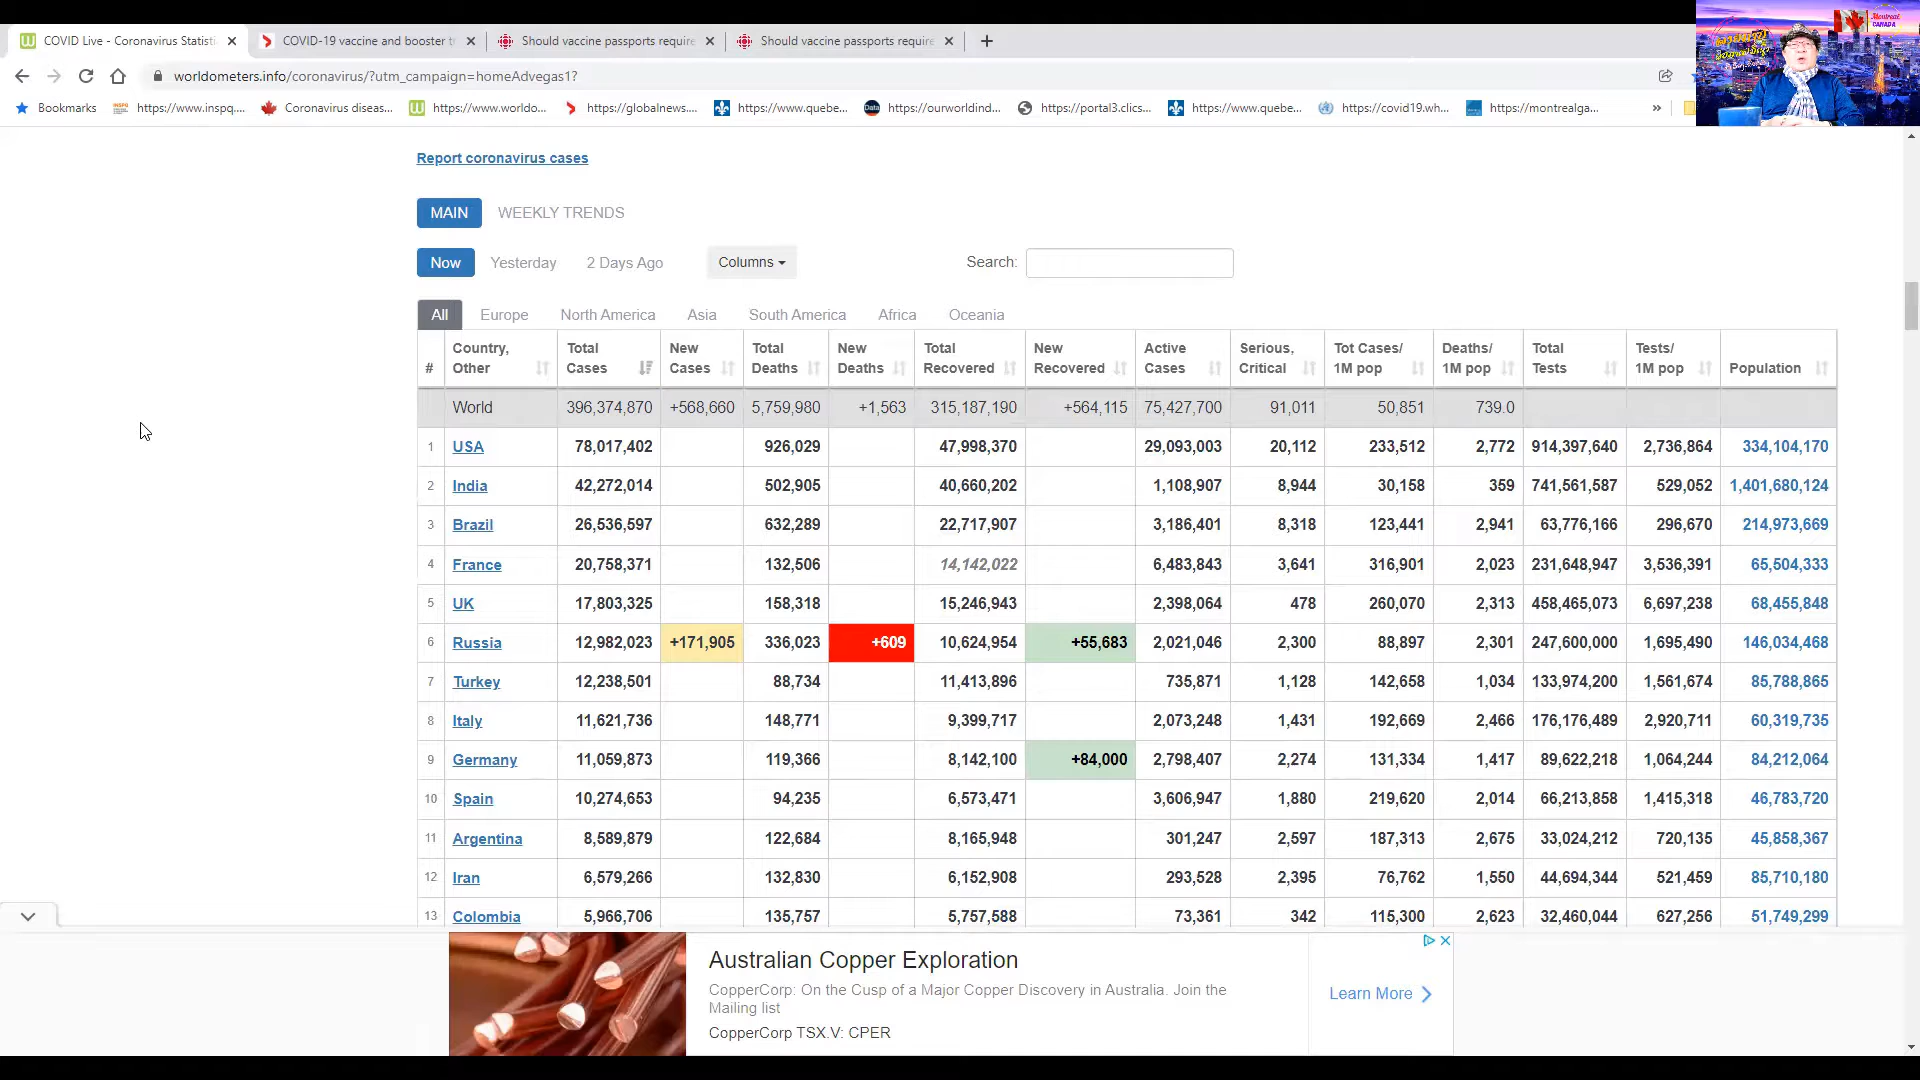 COVID Live - Coronavirus Statisti
COVID-19 vaccine and booster t
Should vaccine passports require
Should vaccine passports require
worldometers.info/coronavirus/?utm_campaign=homeAdvegas1?
Bookmarks https://www.inspq.... Coronavirus diseas... https://www.worldo... https://globalnews.... https://www.quebe... https://ourworldind... https://portal3.clics... https://www.quebe... https://covid19.wh... https://montrealga... »
Montreal
CANADA
Report coronavirus cases
MAIN WEEKLY TRENDS
Now Yesterday 2 Days Ago Columns Search:
All Europe North America Asia South America Africa Oceania
# Country, Other Total Cases New Cases Total Deaths New Deaths Total Recovered New Recovered Active Cases Serious, Critical Tot Cases/ 1M pop Deaths/ 1M pop Total Tests Tests/ 1M pop Population
World 396,374,870 +568,660 5,759,980 +1,563 315,187,190 +564,115 75,427,700 91,011 50,851 739.0
1 USA 78,017,402 926,029 47,998,370 29,093,003 20,112 233,512 2,772 914,397,640 2,736,864 334,104,170
2 India 42,272,014 502,905 40,660,202 1,108,907 8,944 30,158 359 741,561,587 529,052 1,401,680,124
3 Brazil 26,536,597 632,289 22,717,907 3,186,401 8,318 123,441 2,941 63,776,166 296,670 214,973,669
4 France 20,758,371 132,506 14,142,022 6,483,843 3,641 316,901 2,023 231,648,947 3,536,391 65,504,333
5 UK 17,803,325 158,318 15,246,943 2,398,064 478 260,070 2,313 458,465,073 6,697,238 68,455,848
6 Russia 12,982,023 +171,905 336,023 +609 10,624,954 +55,683 2,021,046 2,300 88,897 2,301 247,600,000 1,695,490 146,034,468
7 Turkey 12,238,501 88,734 11,413,896 735,871 1,128 142,658 1,034 133,974,200 1,561,674 85,788,865
8 Italy 11,621,736 148,771 9,399,717 2,073,248 1,431 192,669 2,466 176,176,489 2,920,711 60,319,735
9 Germany 11,059,873 119,366 8,142,100 +84,000 2,798,407 2,274 131,334 1,417 89,622,218 1,064,244 84,212,064
10 Spain 10,274,653 94,235 6,573,471 3,606,947 1,880 219,620 2,014 66,213,858 1,415,318 46,783,720
11 Argentina 8,589,879 122,684 8,165,948 301,247 2,597 187,313 2,675 33,024,212 720,135 45,858,367
12 Iran 6,579,266 132,830 6,152,908 293,528 2,395 76,762 1,550 44,694,344 521,459 85,710,180
13 Colombia 5,966,706 135,757 5,757,588 73,361 342 115,300 2,623 32,460,044 627,256 51,749,299
Australian Copper Exploration
CopperCorp: On the Cusp of a Major Copper Discovery in Australia. Join the
Mailing list
CopperCorp TSX.V: CPER
Learn More